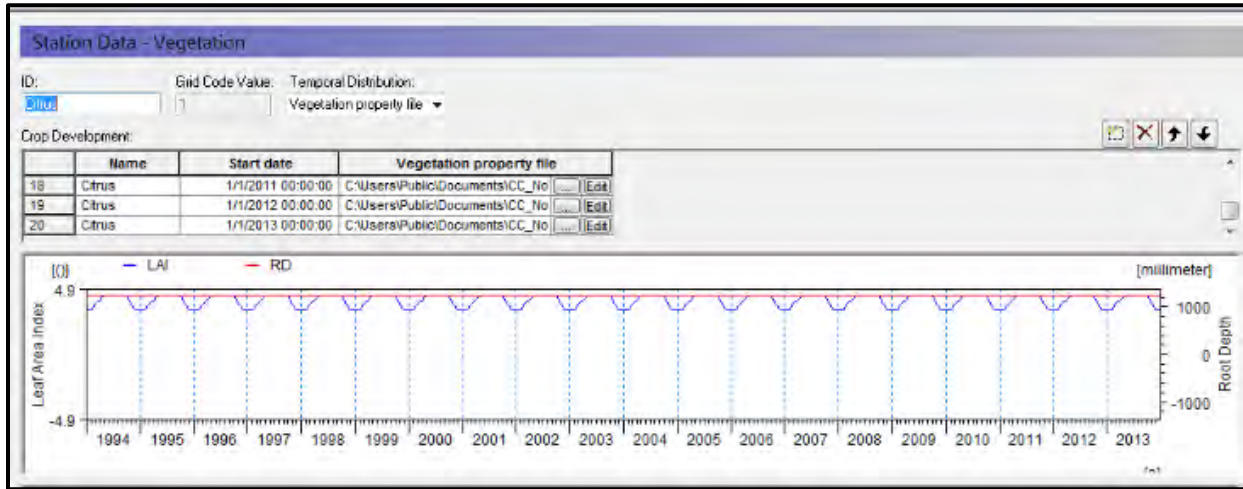 Station Data - Vegetation
ID: Grid Code Value: Temporal Distribution:
Citrus 1 Vegetation property file
Crop Development:
Name Start date Vegetation property file
18 Citrus 1/1/2011 00:00:00 C:\Users\Public\Documents\CC_No ... Edit
19 Citrus 1/1/2012 00:00:00 C:\Users\Public\Documents\CC_No ... Edit
20 Citrus 1/1/2013 00:00:00 C:\Users\Public\Documents\CC_No ... Edit
[()] LAI RD [millimeter]
4.9
1000
Leaf Area Index
0
Root Depth
-1000
-4.9
1994 1995 1996 1997 1998 1999 2000 2001 2002 2003 2004 2005 2006 2007 2008 2009 2010 2011 2012 2013